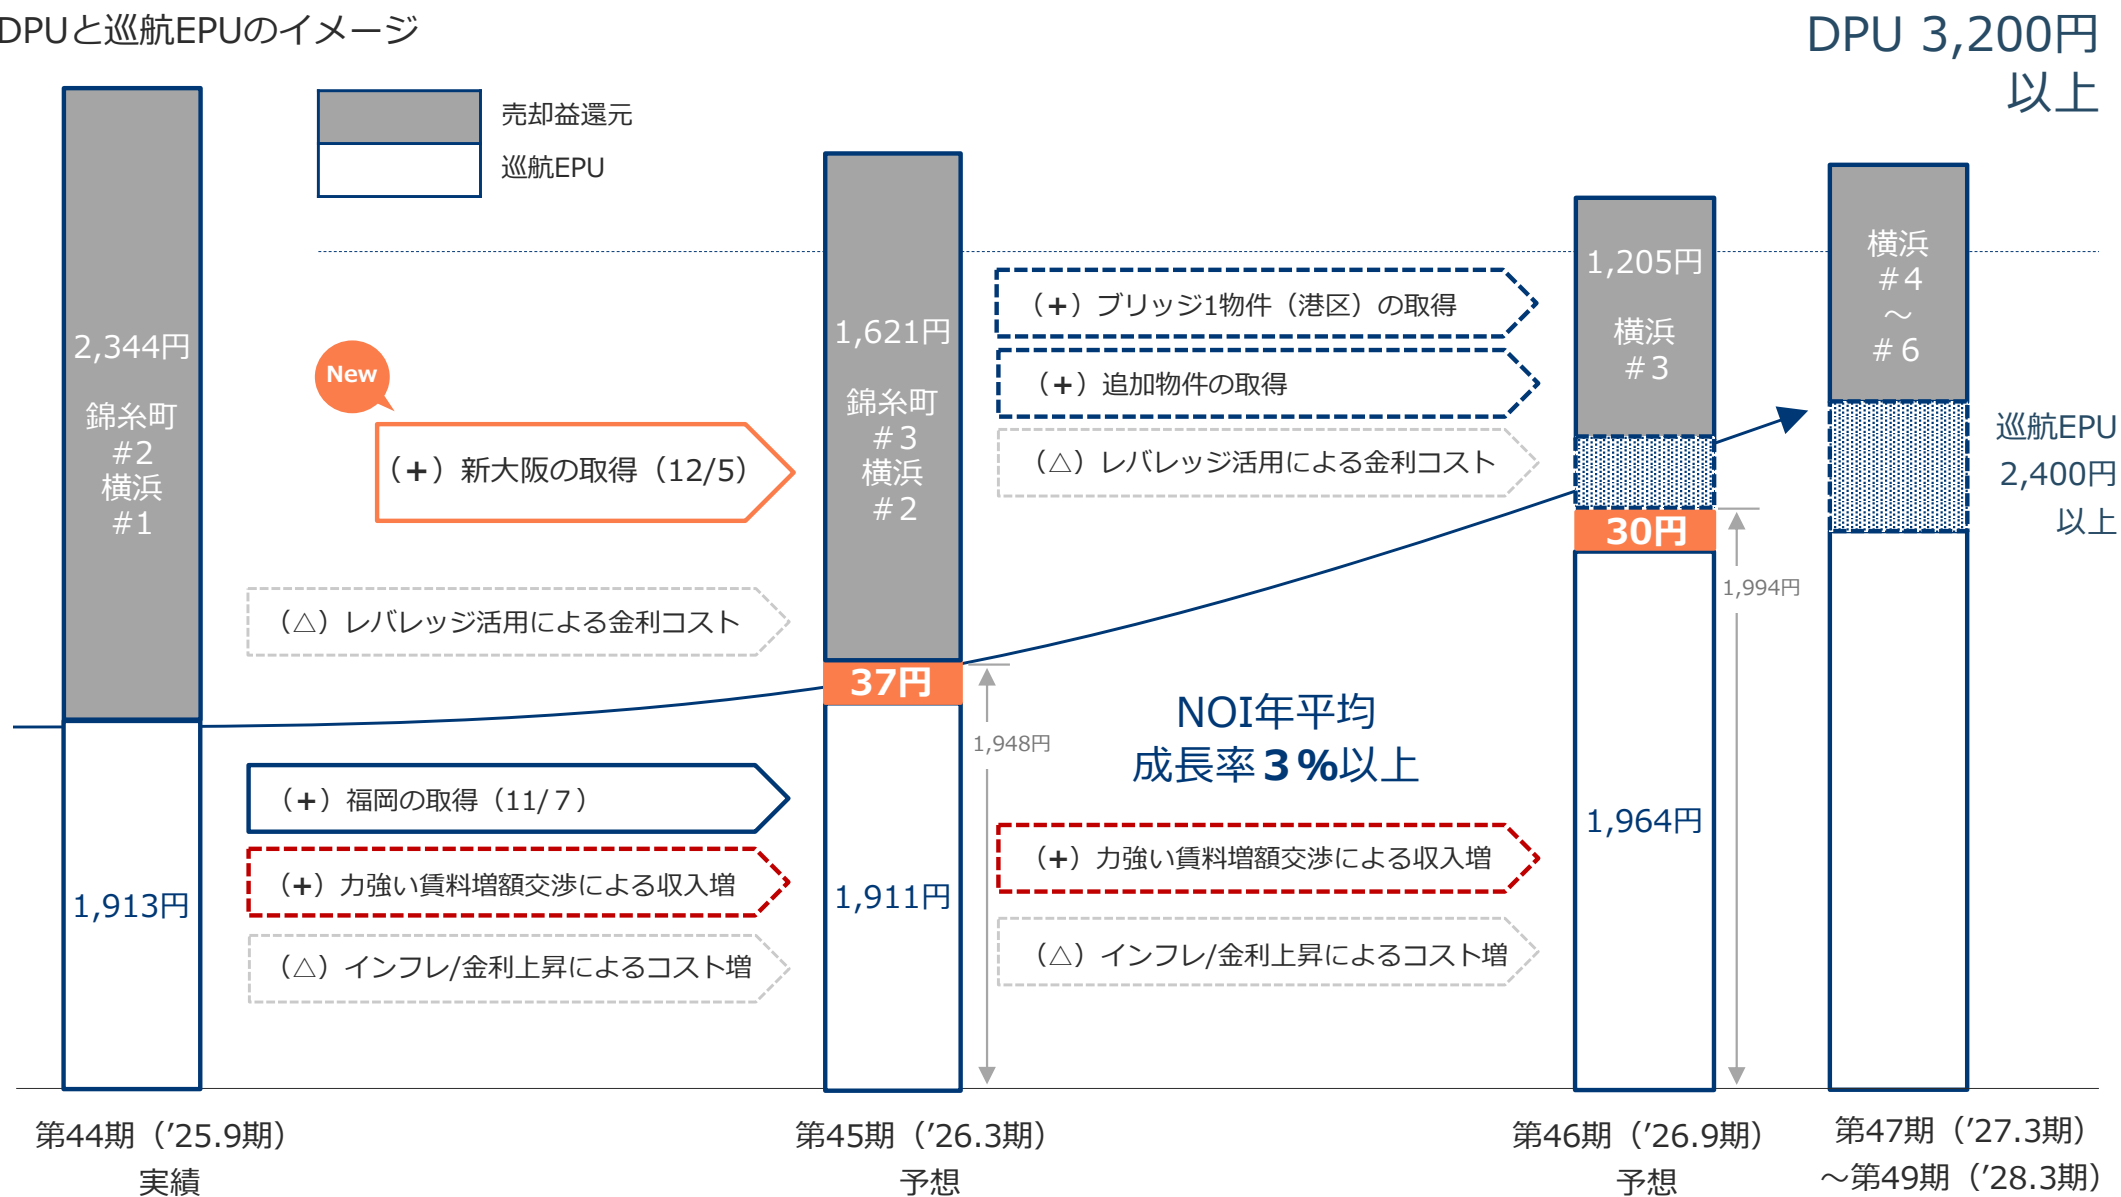 DPUと巡航EPUのイメージ
DPU 3,200円
以上
売却益還元
巡航EPU
2,344円
錦糸町
#2
横浜
#1
1,913円
New
（+）新大阪の取得（12/5）
（△）レバレッジ活用による金利コスト
（+）福岡の取得（11/７）
（+）力強い賃料増額交渉による収入増
（△）インフレ/金利上昇によるコスト増
1,621円
錦糸町
＃3
横浜
＃2
37円
1,911円
1,948円
（+）ブリッジ1物件（港区）の取得
（+）追加物件の取得
（△）レバレッジ活用による金利コスト
NOI年平均
成長率３%以上
（+）力強い賃料増額交渉による収入増
（△）インフレ/金利上昇によるコスト増
1,205円
横浜
＃3
30円
1,964円
1,994円
横浜
＃4
～
＃6
巡航EPU
2,400円
以上
第44期（’25.9期）
実績
第45期（’26.3期）
予想
第46期（’26.9期）
予想
第47期（’27.3期）
～第49期（’28.3期）